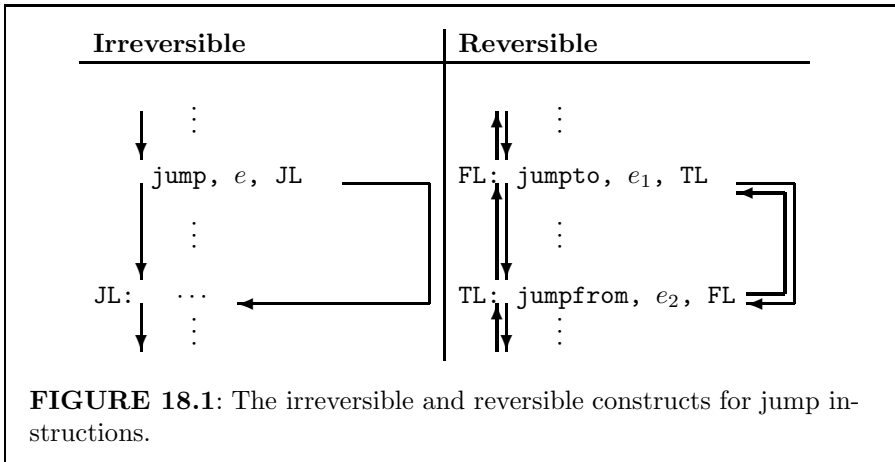 Irreversible Reversible
⋮ ⋮
jump, e, JL FL: jumpto, e₁, TL
⋮ ⋮
JL: ··· TL: jumpfrom, e₂, FL
⋮ ⋮
FIGURE 18.1: The irreversible and reversible constructs for jump in-
structions.